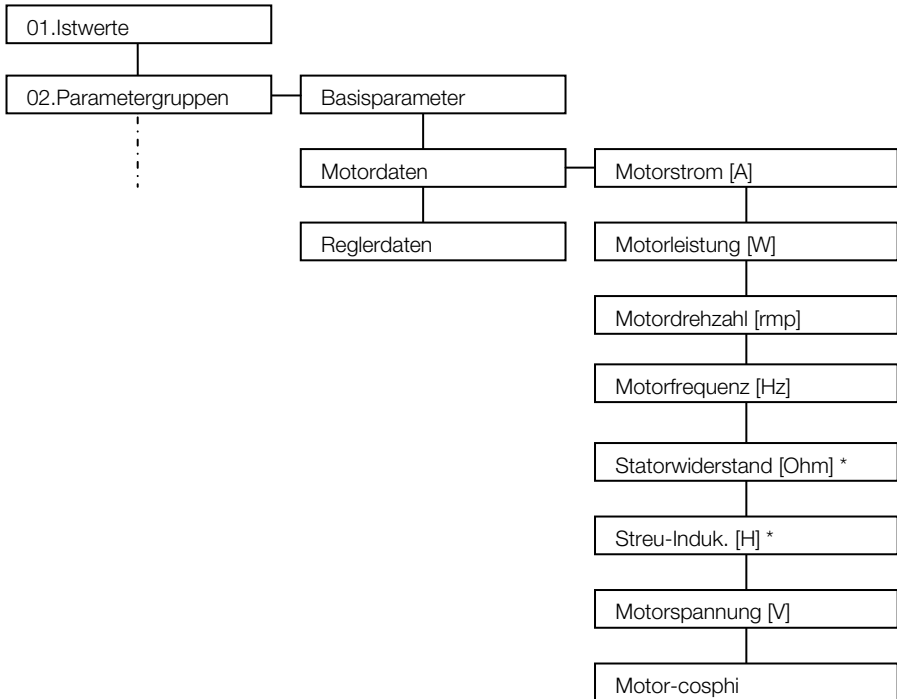 01.Istwerte
02.Parametergruppen
Basisparameter
Motordaten
Motorstrom [A]
Reglerdaten
Motorleistung [W]
Motordrehzahl [rmp]
Motorfrequenz [Hz]
Statorwiderstand [Ohm] *
Streu-Induk. [H] *
Motorspannung [V]
Motor-cosphi